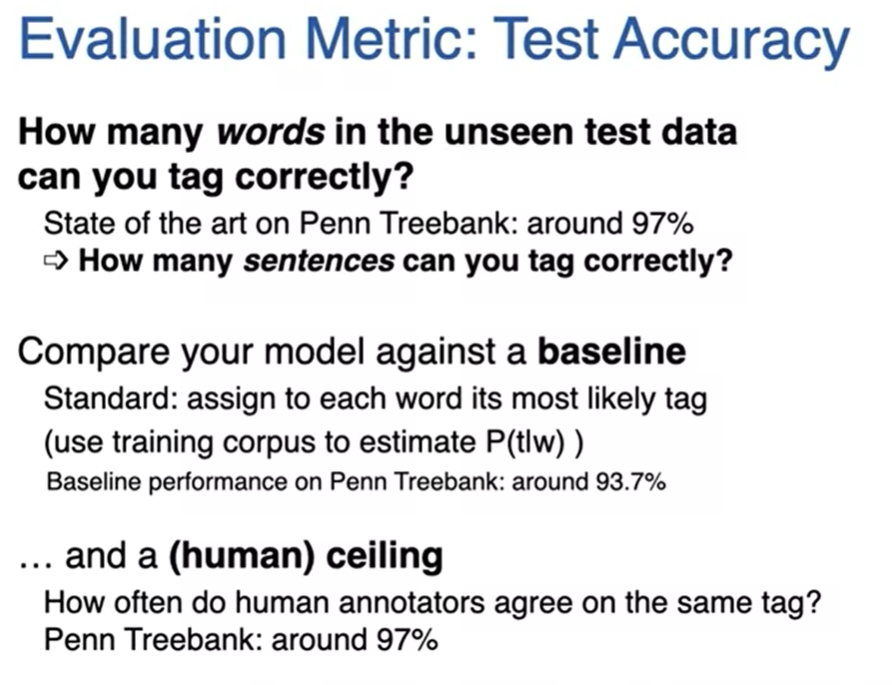 Evaluation Metric: Test Accuracy
How many words in the unseen test data
can you tag correctly?
State of the art on Penn Treebank: around 97%
⇨ How many sentences can you tag correctly?
Compare your model against a baseline
Standard: assign to each word its most likely tag
(use training corpus to estimate P(t|w) )
Baseline performance on Penn Treebank: around 93.7%
... and a (human) ceiling
How often do human annotators agree on the same tag?
Penn Treebank: around 97%